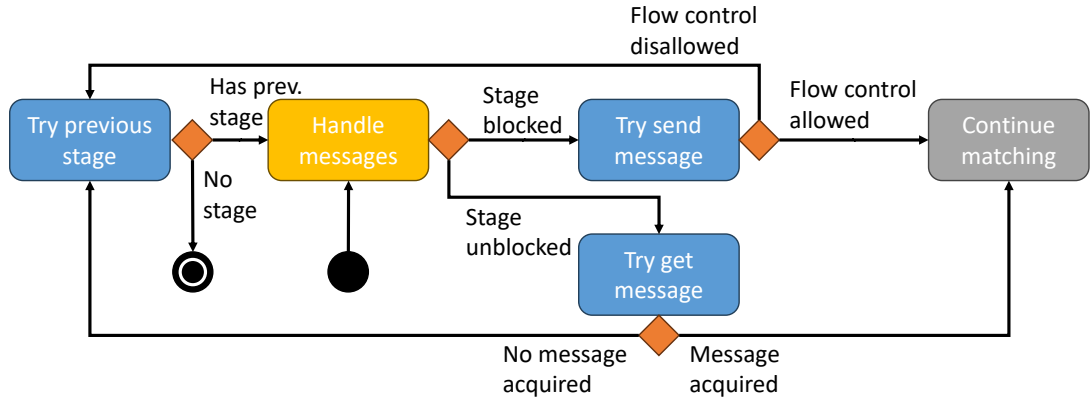 Flow control
disallowed
Try previous
stage
Has prev.
stage
No
stage
Handle
messages
Stage
blocked
Stage
unblocked
Try send
message
Flow control
allowed
Continue
matching
Try get
message
No message
acquired
Message
acquired